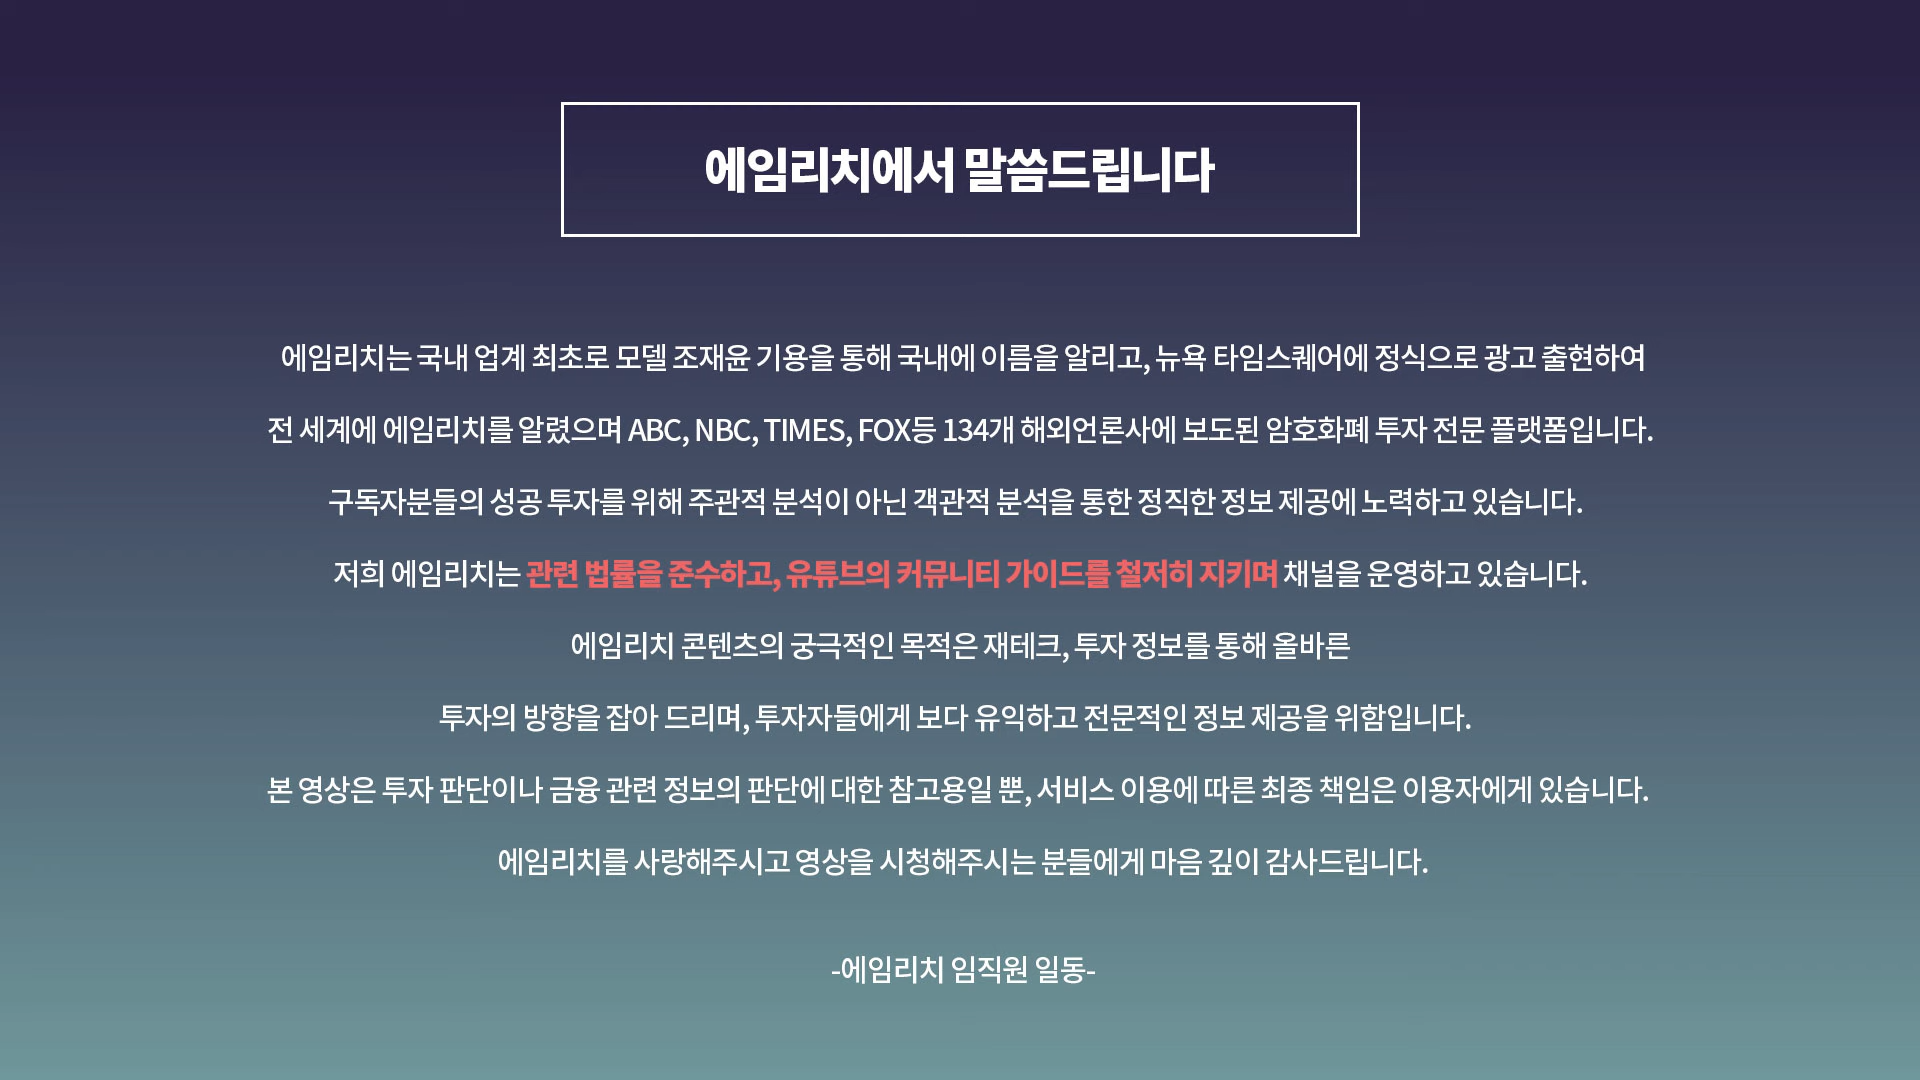 에임리치에서 말씀드립니다
에임리치는 국내 업계 최초로 모델 조재윤 기용을 통해 국내에 이름을 알리고, 뉴욕 타임스퀘어에 정식으로 광고 출현하여
전 세계에 에임리치를 알렸으며 ABC, NBC, TIMES, FOX등 134개 해외언론사에 보도된 암호화폐 투자 전문 플랫폼입니다.
구독자분들의 성공 투자를 위해 주관적 분석이 아닌 객관적 분석을 통한 정직한 정보 제공에 노력하고 있습니다.
저희 에임리치는 관련 법률을 준수하고, 유튜브의 커뮤니티 가이드를 철저히 지키며 채널을 운영하고 있습니다.
에임리치 콘텐츠의 궁극적인 목적은 재테크, 투자 정보를 통해 올바른
투자의 방향을 잡아 드리며, 투자자들에게 보다 유익하고 전문적인 정보 제공을 위함입니다.
본 영상은 투자 판단이나 금융 관련 정보의 판단에 대한 참고용일 뿐, 서비스 이용에 따른 최종 책임은 이용자에게 있습니다.
에임리치를 사랑해주시고 영상을 시청해주시는 분들에게 마음 깊이 감사드립니다.
-에임리치 임직원 일동-